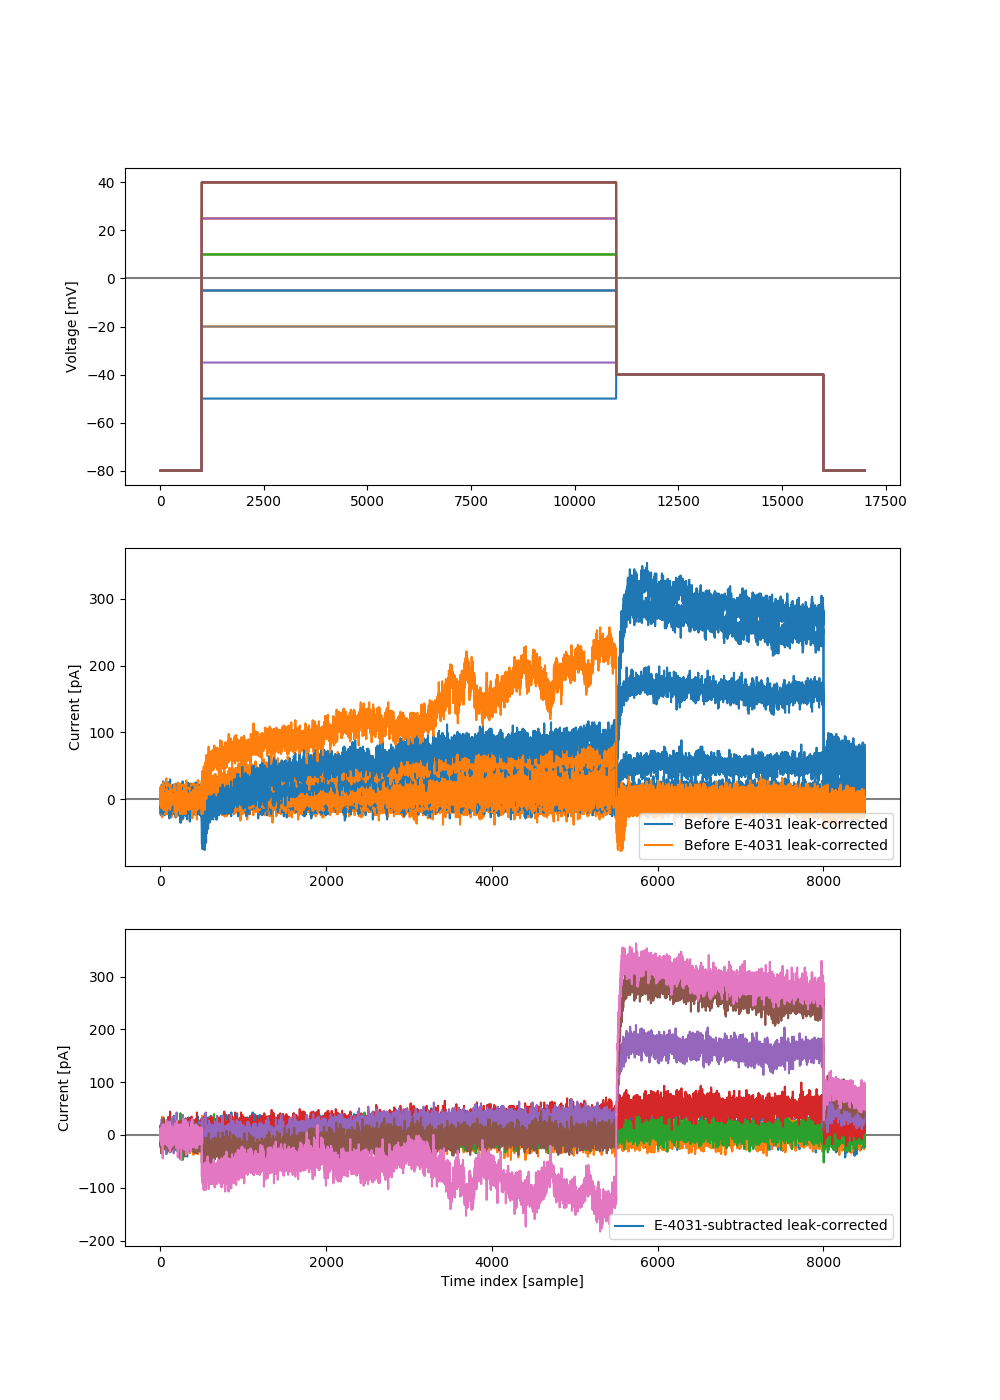 40
20
0
−20
−40
−60
−80
Voltage [mV]
0 2500 5000 7500 10000 12500 15000 17500
300
200
100
0
Current [pA]
Before E-4031 leak-corrected
Before E-4031 leak-corrected
0 2000 4000 6000 8000
300
200
100
0
−100
−200
Current [pA]
E-4031-subtracted leak-corrected
0 2000 4000 6000 8000
Time index [sample]